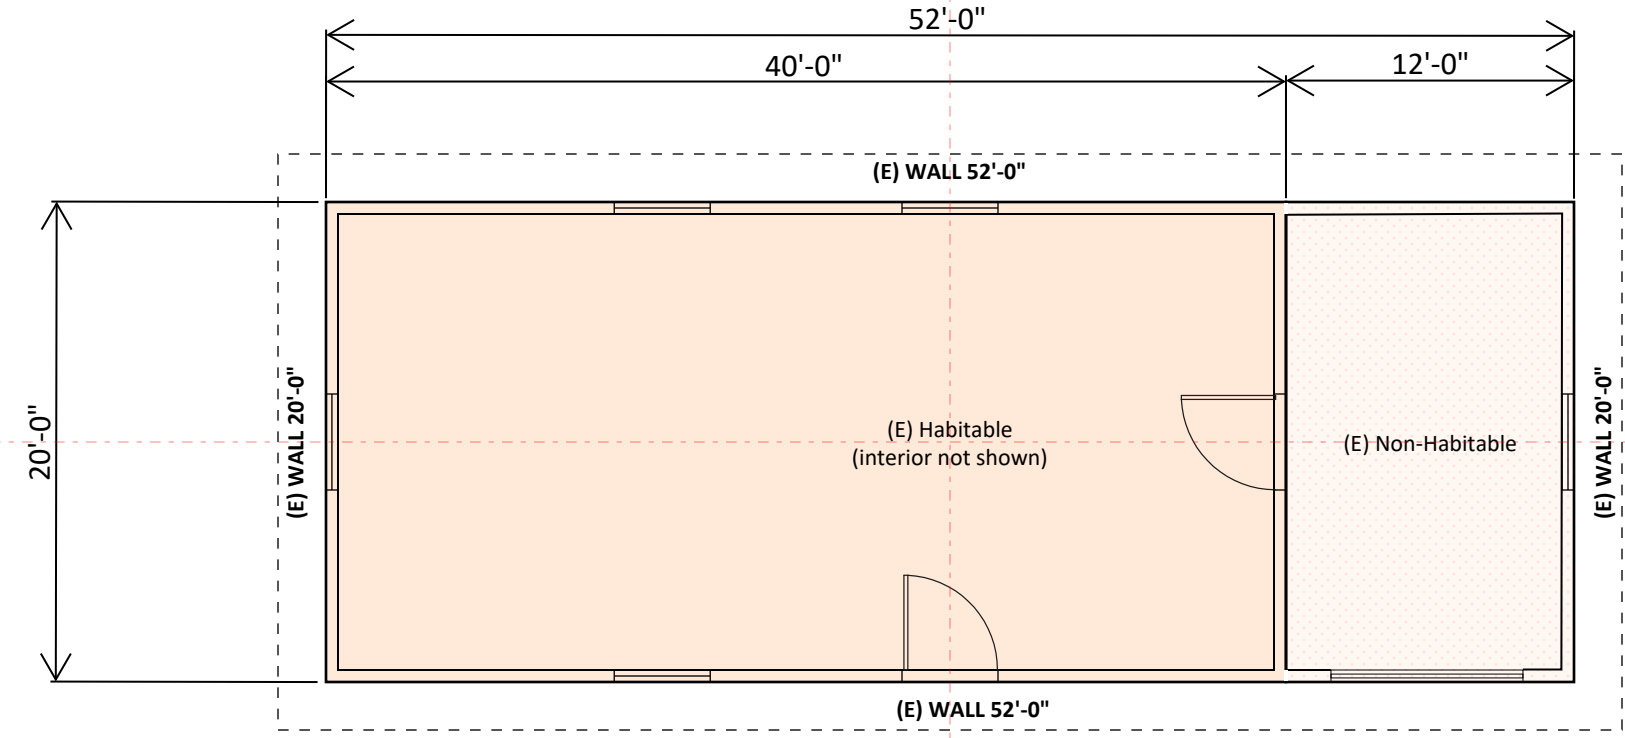 52'-0"
40'-0"
12'-0"
(E) WALL 52'-0"
20'-0"
(E) WALL 20'-0"
(E) Habitable
(interior not shown)
(E) Non-Habitable
(E) WALL 20'-0"
(E) WALL 52'-0"